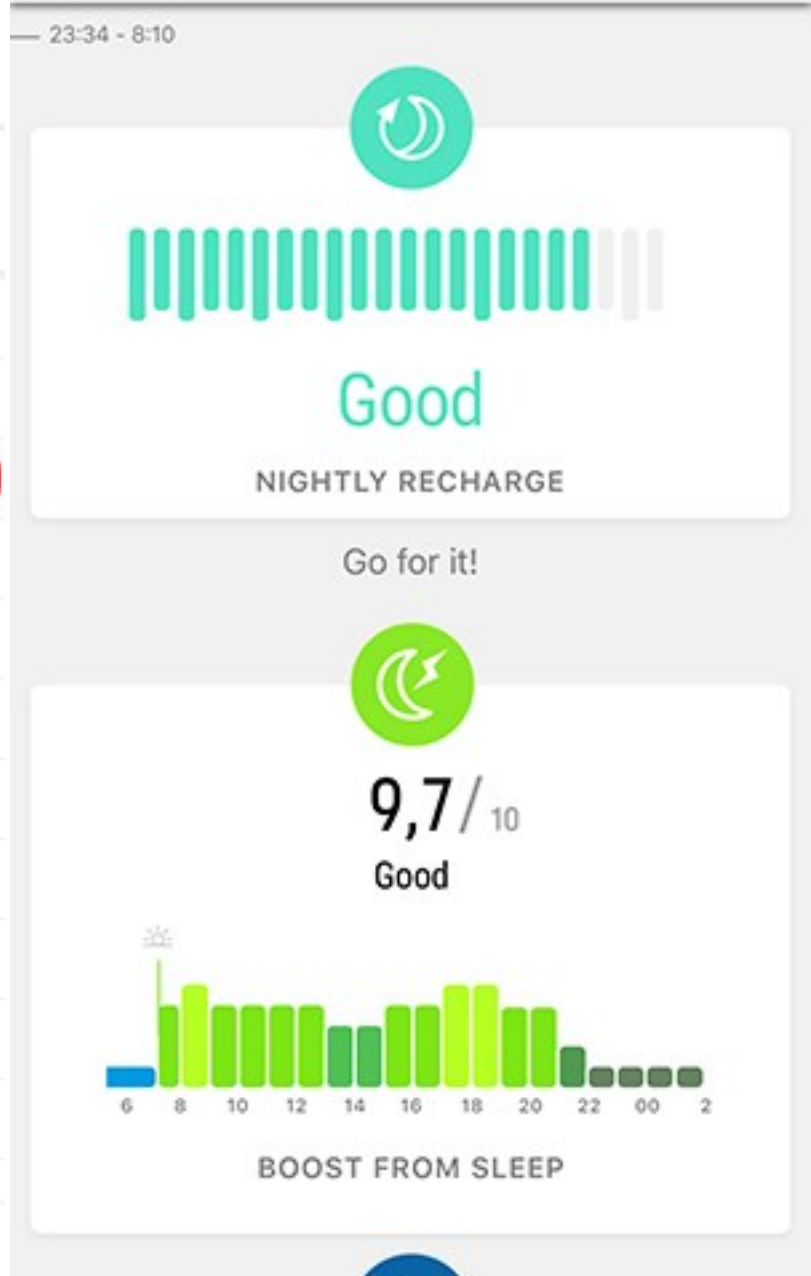 23:34 - 8:10
Good
NIGHTLY RECHARGE
Go for it!
9,7/ 10
Good
6 8 10 12 14 16 18 20 22 00 2
BOOST FROM SLEEP